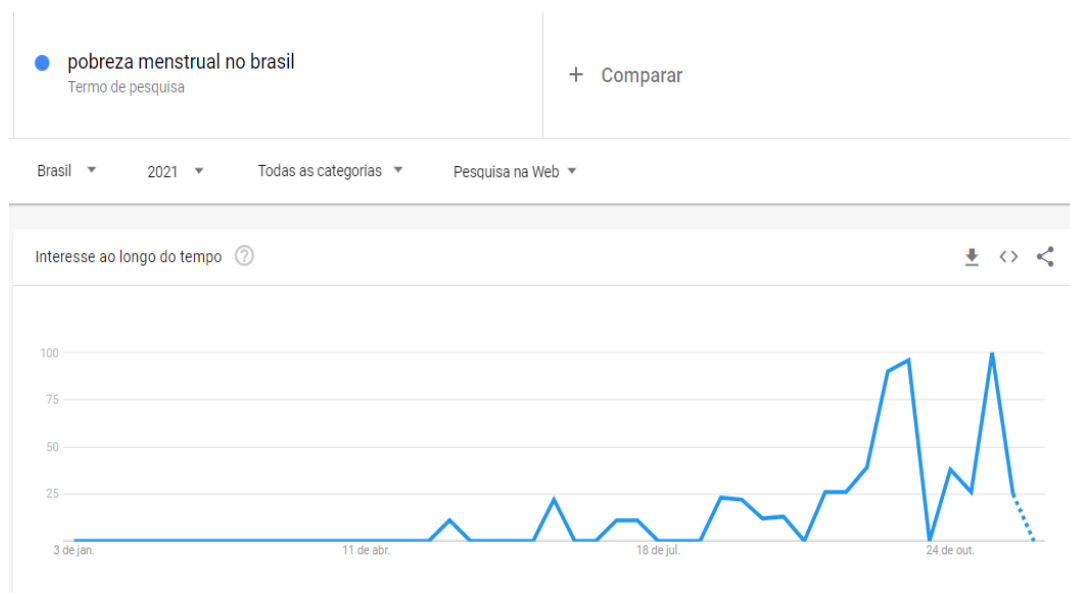 pobreza menstrual no brasil
Termo de pesquisa
+ Comparar
Brasil 2021 Todas as categorias Pesquisa na Web
Interesse ao longo do tempo ?
100
75
50
25
3 de jan. 11 de abr. 18 de jul. 24 de out.